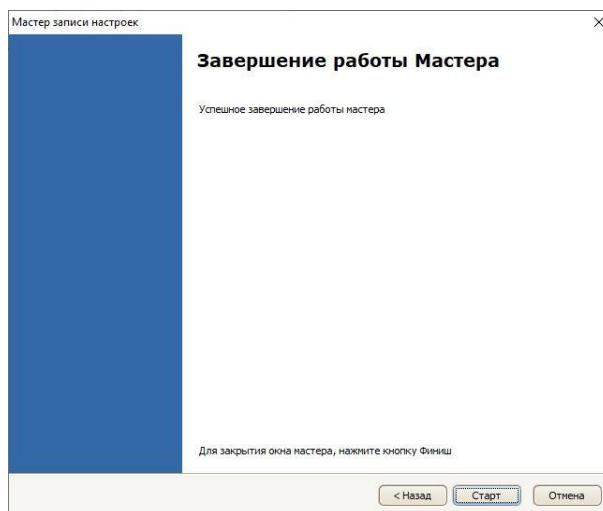 Мастер записи настроек
Завершение работы Мастера
Успешное завершение работы мастера
Для закрытия окна мастера, нажмите кнопку Финиш
< Назад
Старт
Отмена